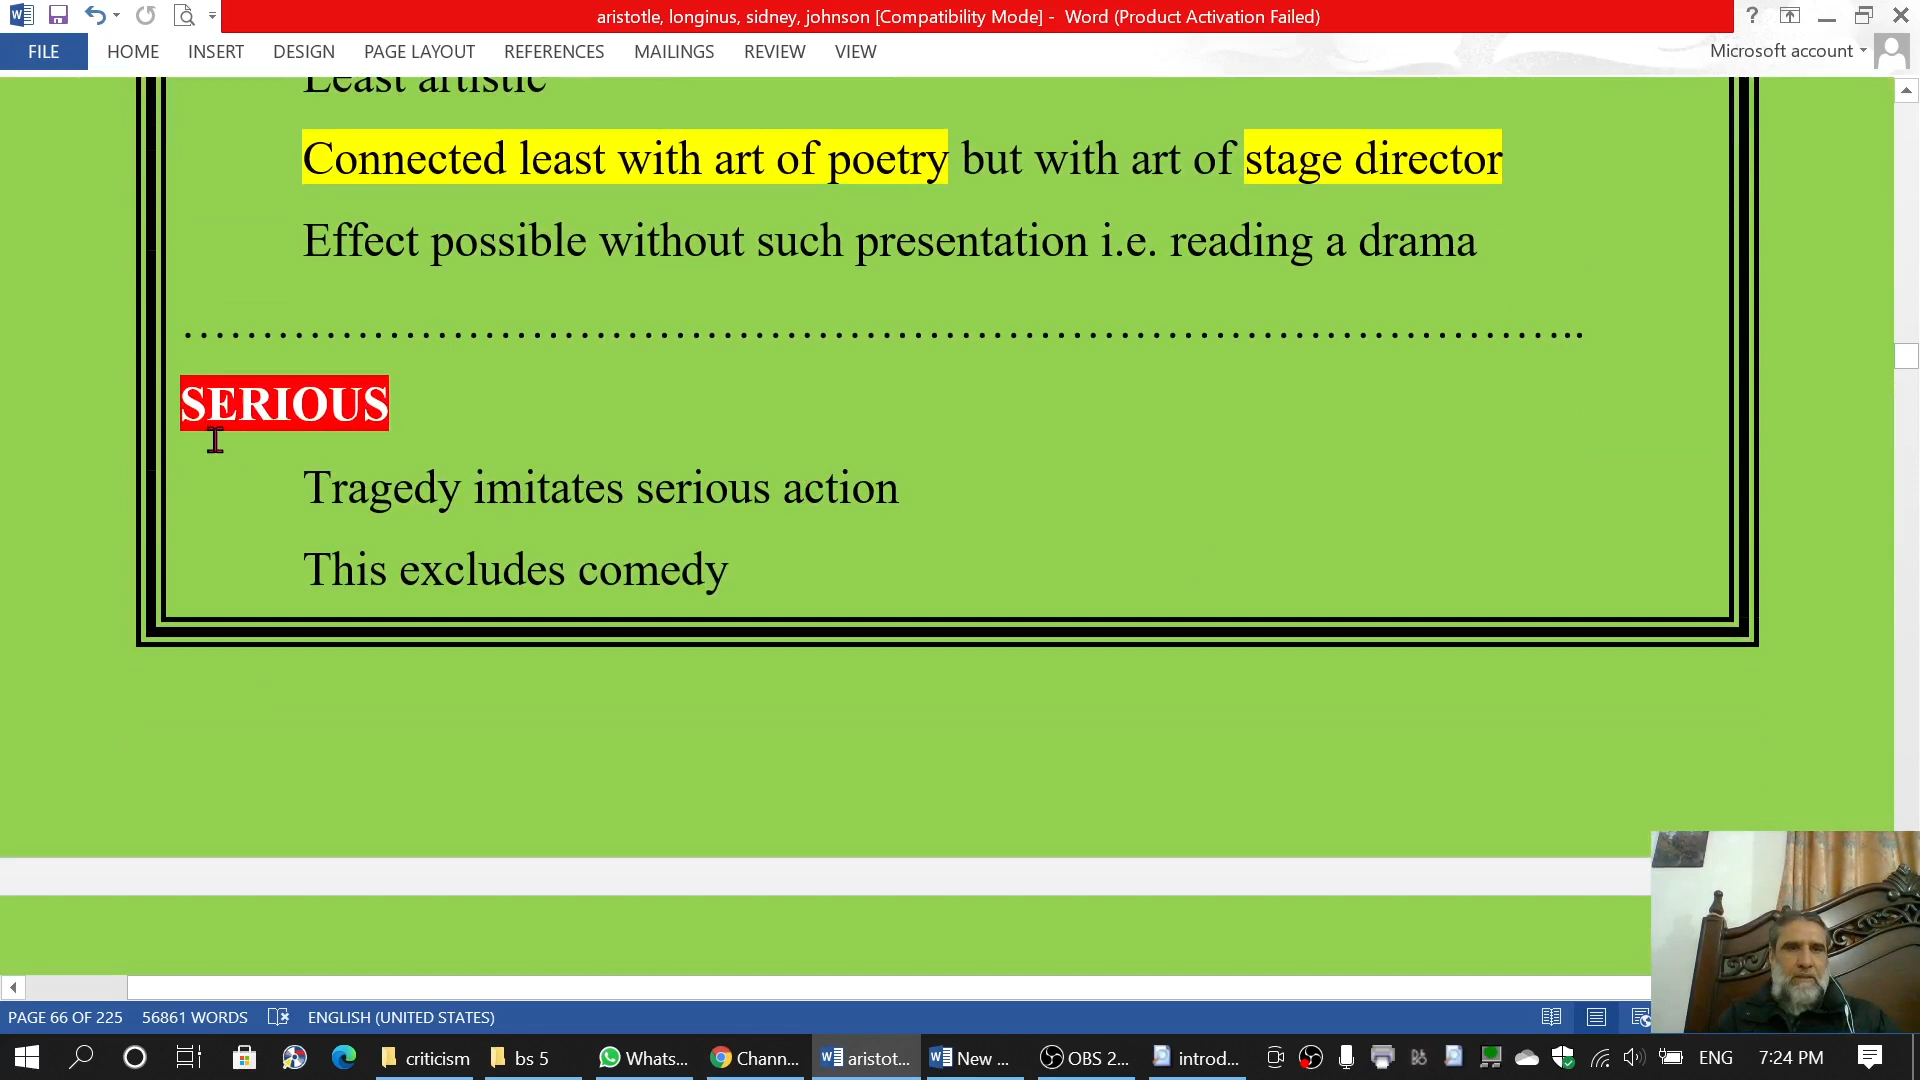 aristotle, longinus, sidney, johnson [Compatibility Mode] - Word (Product Activation Failed)
FILE HOME INSERT DESIGN PAGE LAYOUT REFERENCES MAILINGS REVIEW VIEW Microsoft account
Least artistic
Connected least with art of poetry but with art of stage director
Effect possible without such presentation i.e. reading a drama
……………………………………………………………………………..
SERIOUS
Tragedy imitates serious action
This excludes comedy
PAGE 66 OF 225 56861 WORDS ENGLISH (UNITED STATES)
criticism bs 5 Whats... Chann... aristot... New ... OBS 2... introd... ENG 7:24 PM